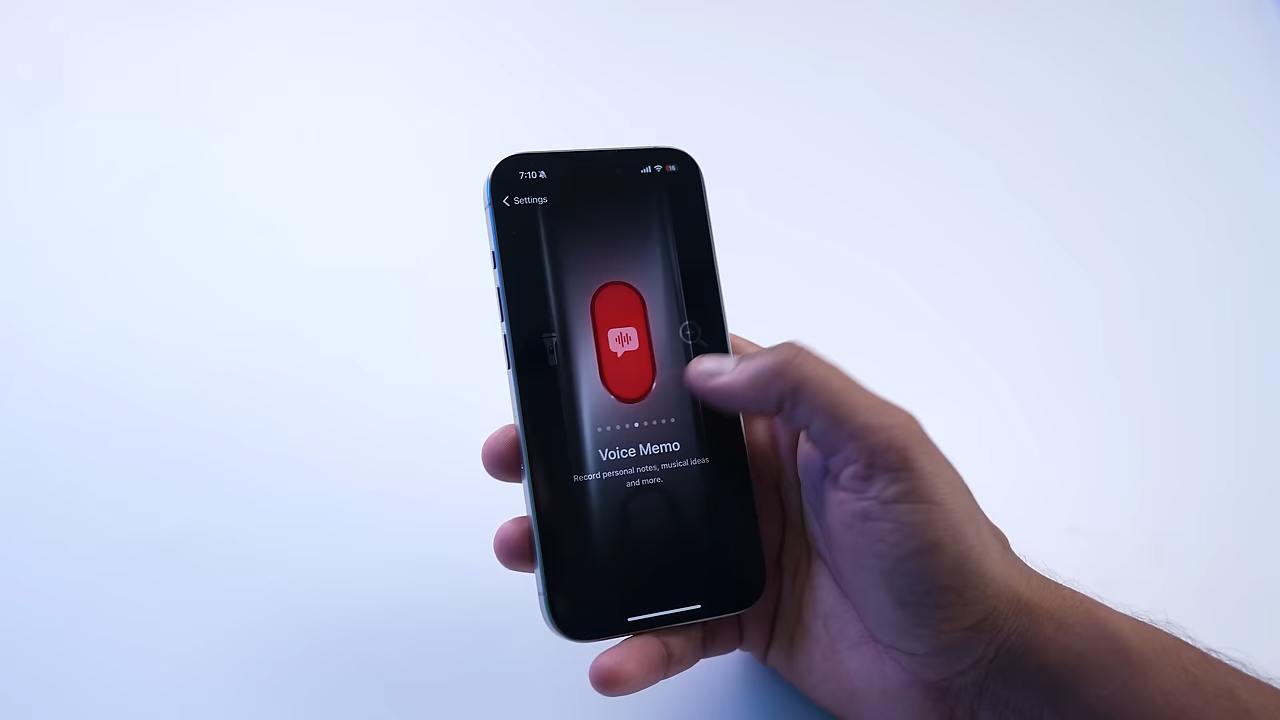 7:10
Settings
Voice Memo
Record personal notes, musical ideas
and more.